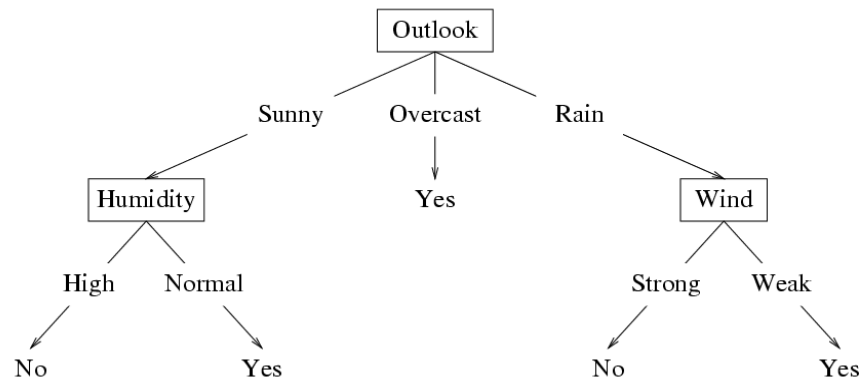 Outlook
Sunny Overcast Rain
Humidity Yes Wind
High Normal Strong Weak
No Yes No Yes